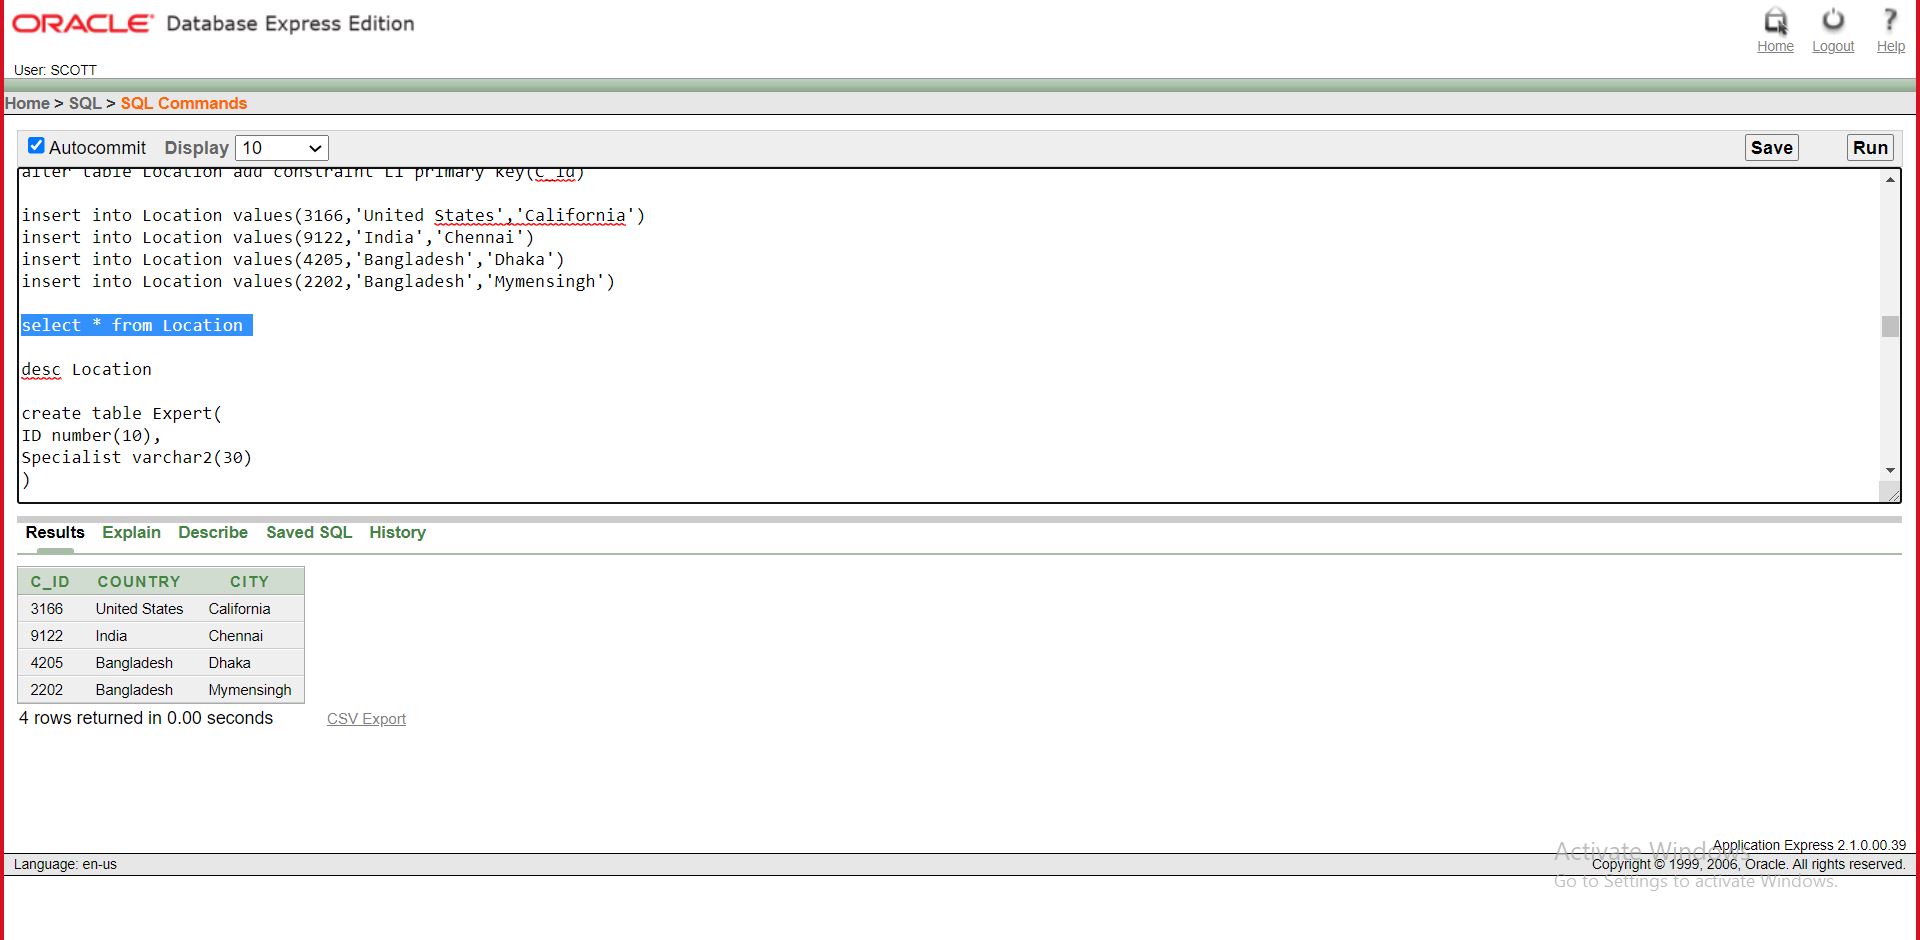 ORACLE® Database Express Edition
Home Logout Help
User: SCOTT
Home > SQL > SQL Commands
Autocommit Display 10 Save Run
alter table Location add constraint L1 primary key(C_id)
insert into Location values(3166,'United States','California')
insert into Location values(9122,'India','Chennai')
insert into Location values(4205,'Bangladesh','Dhaka')
insert into Location values(2202,'Bangladesh','Mymensingh')
select * from Location
desc Location
create table Expert(
ID number(10),
Specialist varchar2(30)
)
Results Explain Describe Saved SQL History
C_ID COUNTRY CITY
3166 United States California
9122 India Chennai
4205 Bangladesh Dhaka
2202 Bangladesh Mymensingh
4 rows returned in 0.00 seconds CSV Export
Application Express 2.1.0.00.39
Activate Windows
Language: en-us Copyright © 1999, 2006, Oracle. All rights reserved.
Go to Settings to activate Windows.